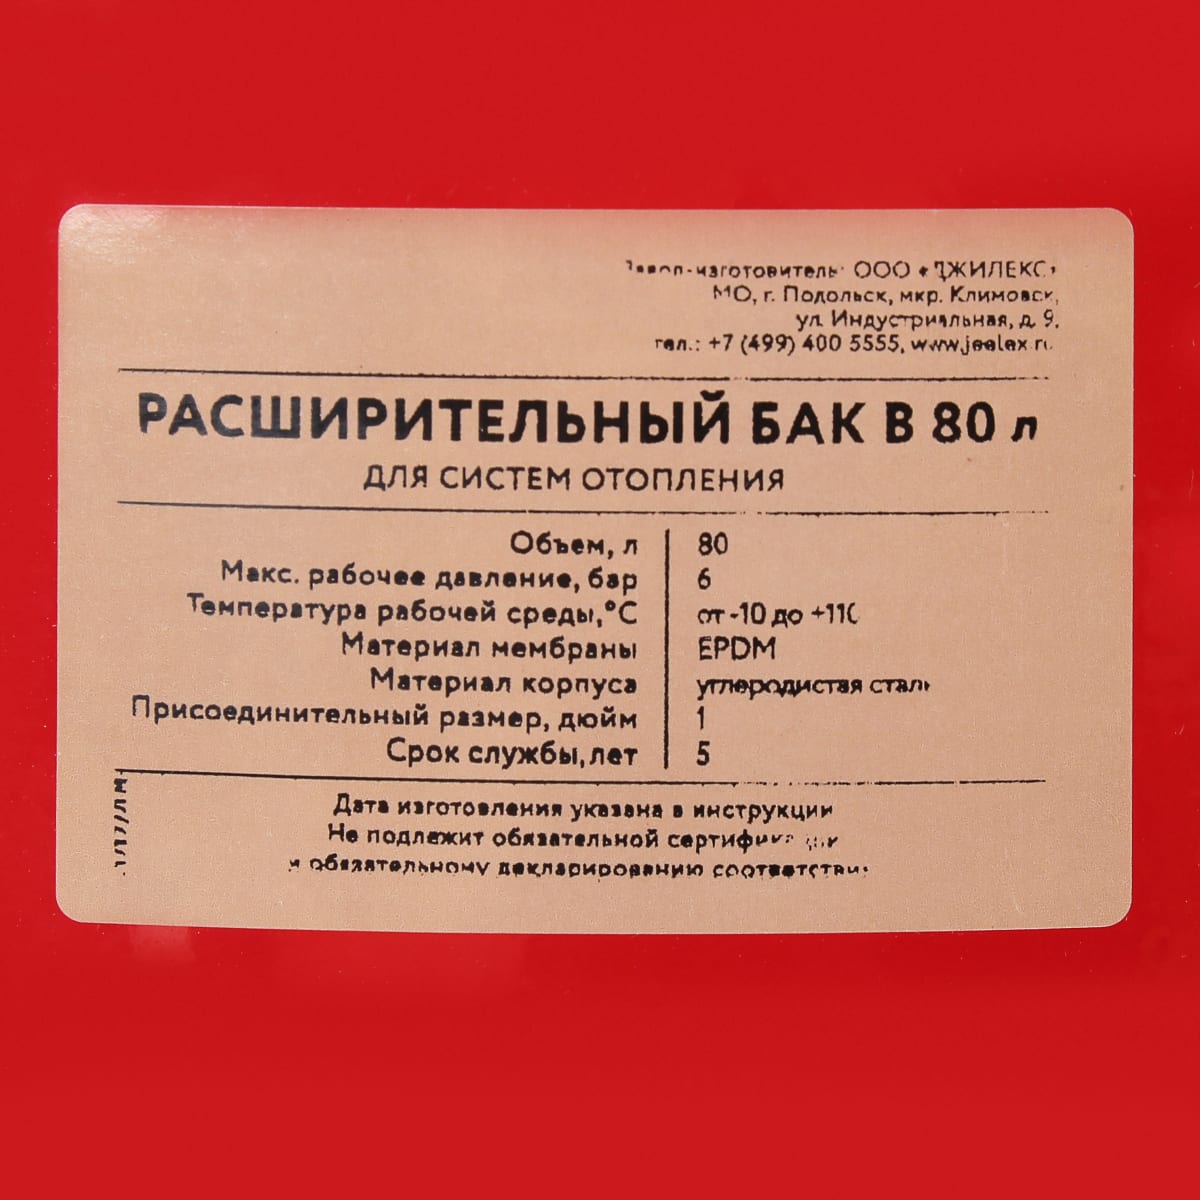 Завод-изготовитель: ООО «ДЖИЛЕКС»
МО, г. Подольск, мкр. Климовск,
ул. Индустриальная, д. 9.
тел.: +7 (499) 400 5555, www.jeelex.ru
РАСШИРИТЕЛЬНЫЙ БАК В 80 л
ДЛЯ СИСТЕМ ОТОПЛЕНИЯ
Объем, л 80
Макс. рабочее давление, бар 6
Температура рабочей среды,°С от -10 до +110
Материал мембраны EPDM
Материал корпуса углеродистая сталь
Присоединительный размер, дюйм 1
Срок службы, лет 5
Дата изготовления указана в инструкции
Не подлежит обязательной сертификации
и обязательному декларированию соответствия